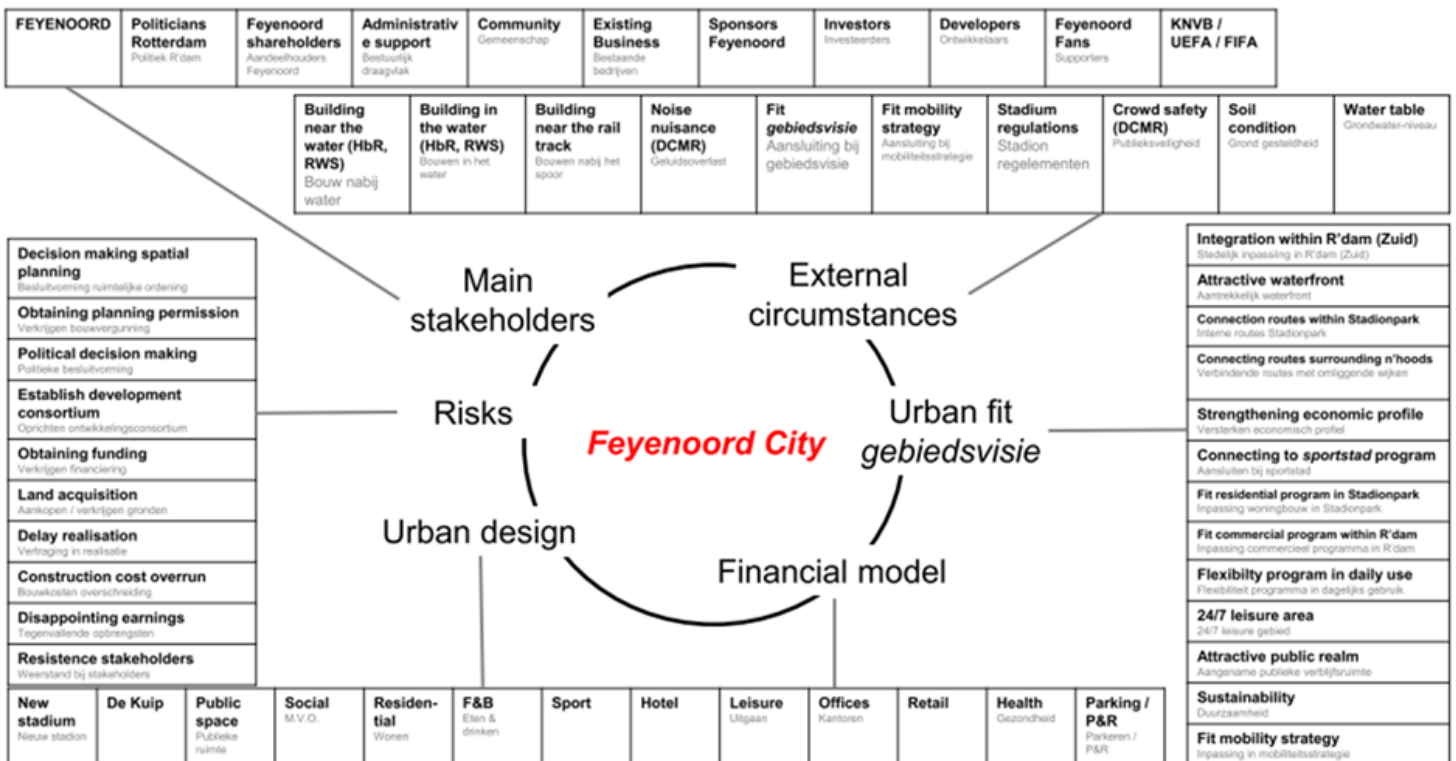 FEYENOORD
Politicians
Rotterdam
Politiek R'dam
Feyenoord
shareholders
Aandeelhouders
Feyenoord
Administrativ
e support
Bestuurlijk
draagvlak
Community
Gemeenschap
Existing
Business
Bestaande
bedrijven
Sponsors
Feyenoord
Investors
Investeerders
Developers
Ontwikkelaars
Feyenoord
Fans
Supporters
KNVB /
UEFA / FIFA
Building
near the
water (HbR,
RWS)
Bouw nabij
water
Building in
the water
(HbR, RWS)
Bouwen in het
water
Building
near the rail
track
Bouwen nabij het
spoor
Noise
nuisance
(DCMR)
Geluidsoverlast
Fit
gebiedsvisie
Aansluiting bij
gebiedsvisie
Fit mobility
strategy
Aansluiting bij
mobiliteitsstrategie
Stadium
regulations
Stadion
regelementen
Crowd safety
(DCMR)
Publieksveiligheid
Soil
condition
Grond gesteldheid
Water table
Grondwater-niveau
Decision making spatial
planning
Besluitvorming ruimtelijke ordening
Obtaining planning permission
Verkrijgen bouwvergunning
Political decision making
Politieke besluitvorming
Establish development
consortium
Oprichten ontwikkelingsconsortium
Obtaining funding
Verkrijgen financiering
Land acquisition
Aankopen / verkrijgen gronden
Delay realisation
Vertraging in realisatie
Construction cost overrun
Bouwkosten overschreiding
Disappointing earnings
Tegenvallende opbrengsten
Resistence stakeholders
Weerstand bij stakeholders
Main
stakeholders
External
circumstances
Risks
Feyenoord City
Urban fit
gebiedsvisie
Urban design
Financial model
Integration within R'dam (Zuid)
Stedelijk inpassiing in R'dam (Zuid)
Attractive waterfront
Aantrekkelijk waterfront
Connection routes within Stadionpark
Interne routes Stadionpark
Connecting routes surrounding n'hoods
Verbindende routes met omliggende wijken
Strengthening economic profile
Versterken economisch profiel
Connecting to sportstad program
Aansluiten bij sportstad
Fit residential program in Stadionpark
Inpassing woningbouw in Stadionpark
Fit commercial program within R'dam
Inpassing commercieel programma in R'dam
Flexibilty program in daily use
Flexibiliteit programma in dagelijks gebruik
24/7 leisure area
24/7 leisure gebied
Attractive public realm
Aangename publieke verblijfsruimte
Sustainability
Duurzaamheid
Fit mobility strategy
Inpassing in mobiliteitsstrategie
New
stadium
Nieuw stadion
De Kuip
Public
space
Publieke
ruimte
Social
M.V.O.
Residen-
tial
Wonen
F&B
Eten &
drinken
Sport
Hotel
Leisure
Uitgaan
Offices
Kantoren
Retail
Health
Gezondheid
Parking /
P&R
Parkeren /
P&R